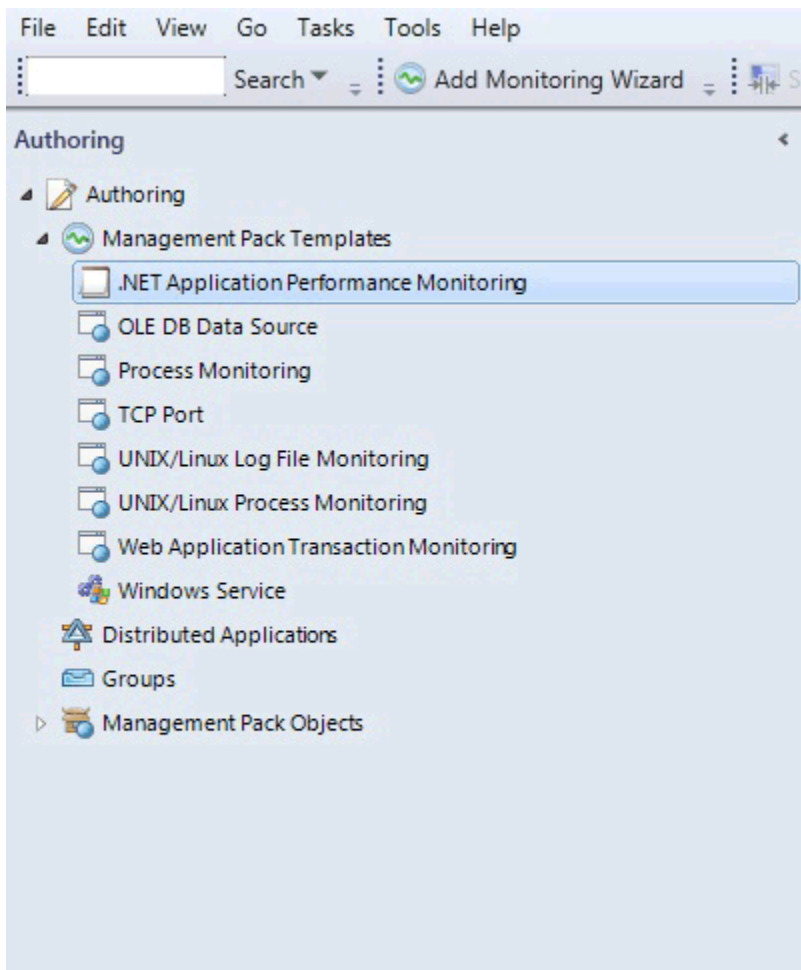 File Edit View Go Tasks Tools Help
Search Add Monitoring Wizard S
Authoring
Authoring
Management Pack Templates
.NET Application Performance Monitoring
OLE DB Data Source
Process Monitoring
TCP Port
UNIX/Linux Log File Monitoring
UNIX/Linux Process Monitoring
Web Application Transaction Monitoring
Windows Service
Distributed Applications
Groups
Management Pack Objects